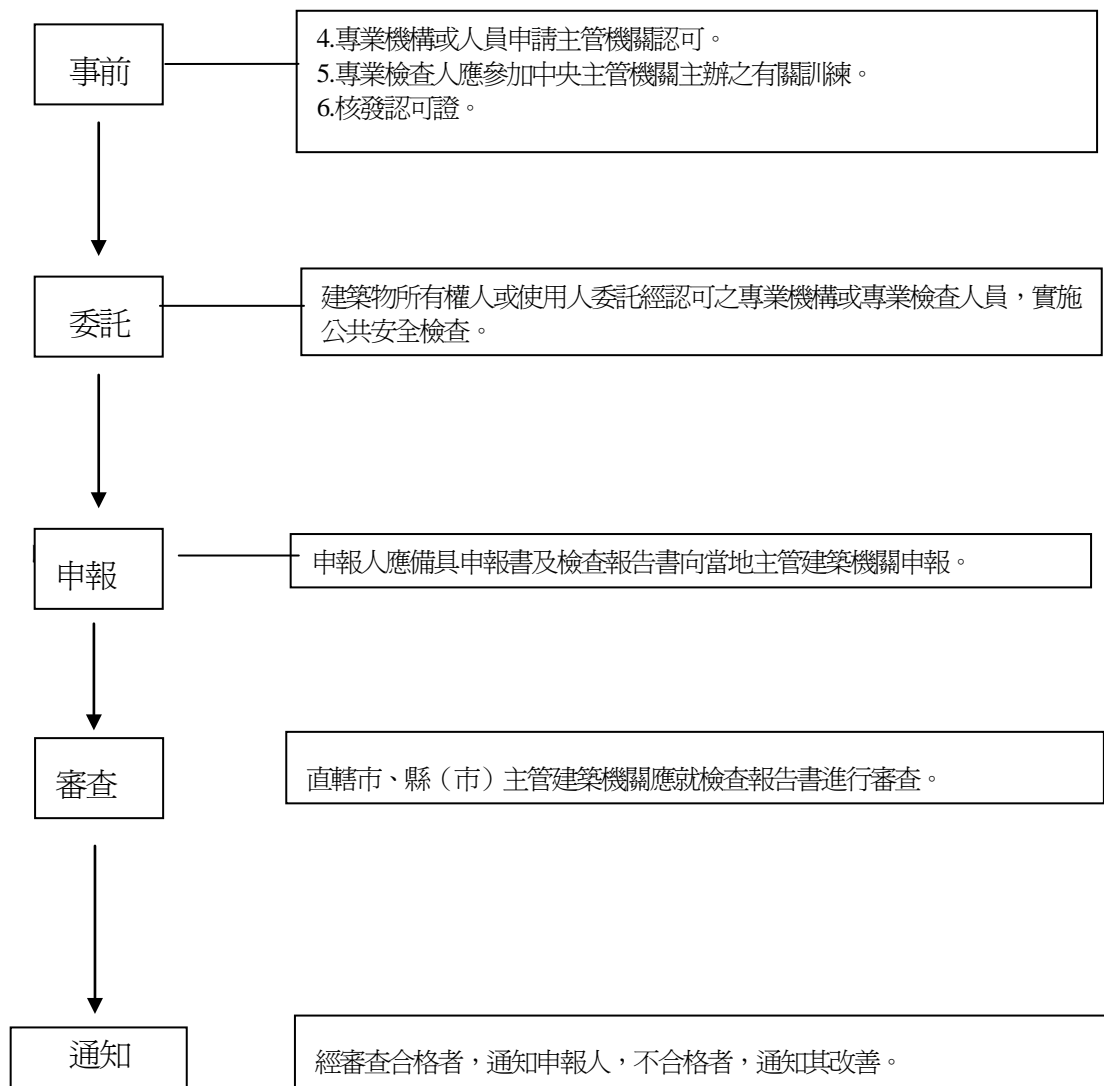 事前
4.專業機構或人員申請主管機關認可。
5.專業檢查人應參加中央主管機關主辦之有關訓練。
6.核發認可證。
委託
建築物所有權人或使用人委託經認可之專業機構或專業檢查人員，實施
公共安全檢查。
申報
申報人應備具申報書及檢查報告書向當地主管建築機關申報。
審查
直轄市、縣（市）主管建築機關應就檢查報告書進行審查。
通知
經審查合格者，通知申報人，不合格者，通知其改善。